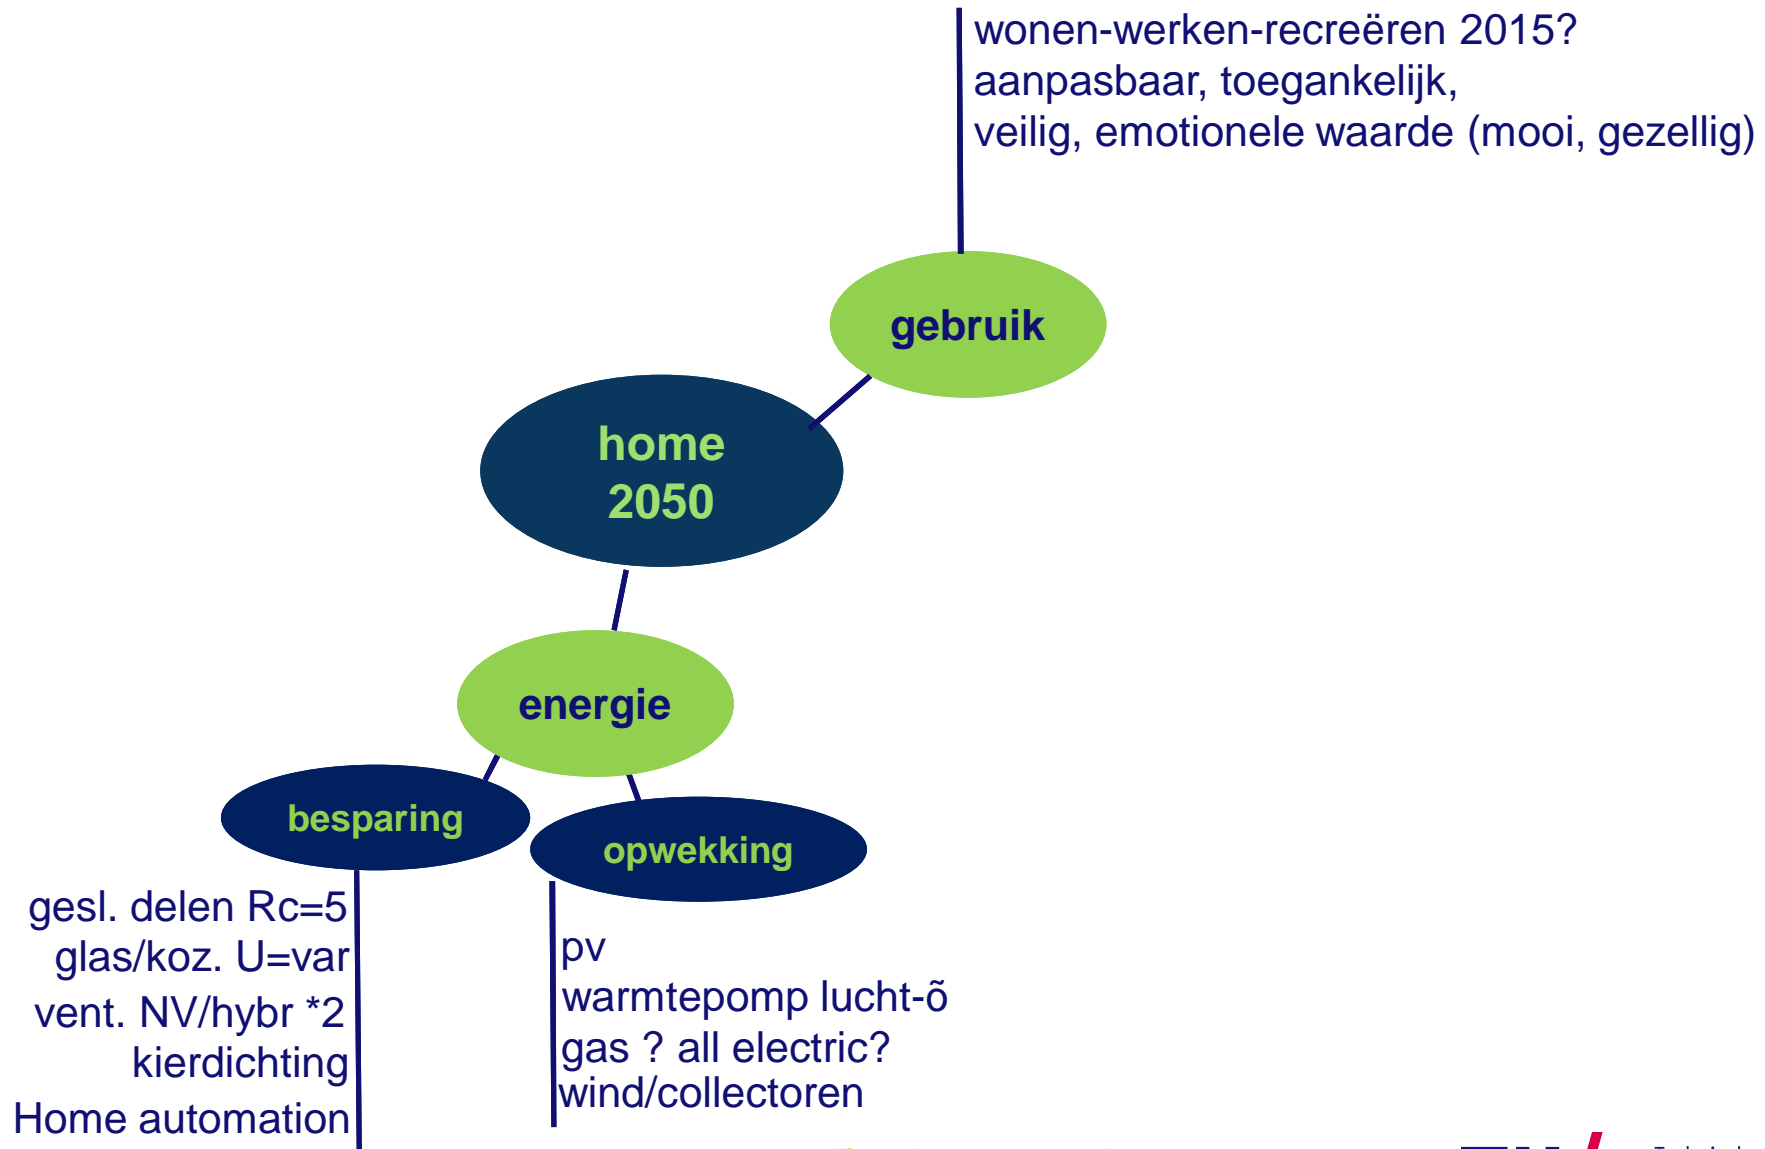 wonen-werken-recreëren 2015?
aanpasbaar, toegankelijk,
veilig, emotionele waarde (mooi, gezellig)
gebruik
home
2050
energie
besparing
opwekking
gesl. delen Rc=5
glas/koz. U=var
vent. NV/hybr *2
kierdichting
Home automation
pv
warmtepomp lucht-õ
gas ? all electric?
wind/collectoren